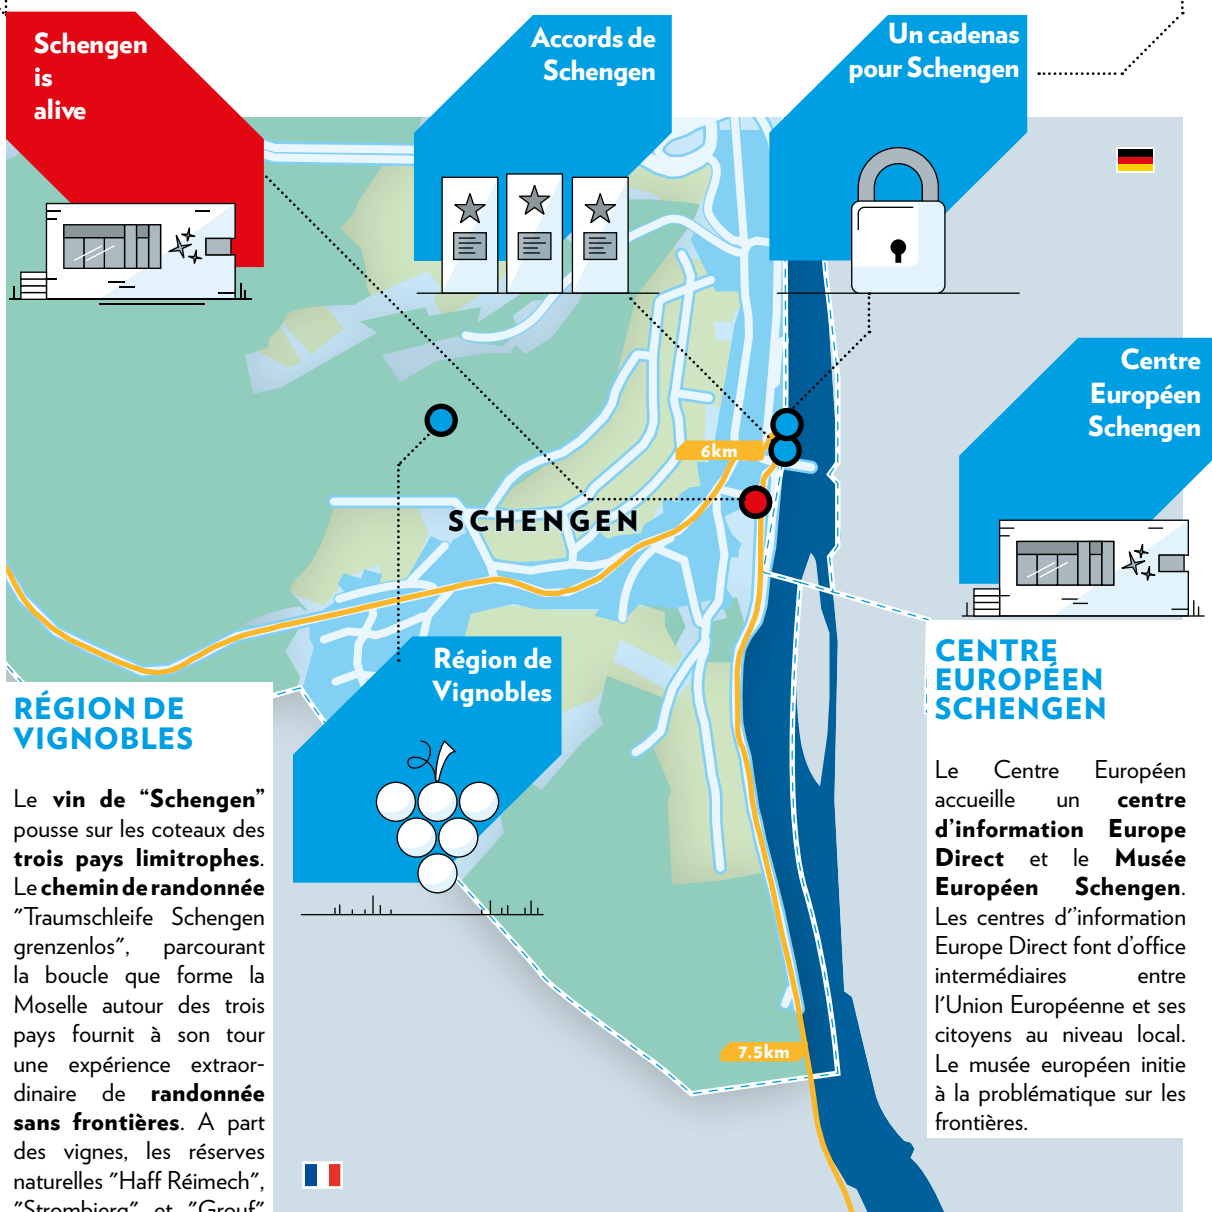 Schengen
is
alive
Accords de
Schengen
Un cadenas
pour Schengen
Centre
Européen
Schengen
6km
SCHENGEN
Région de
Vignobles
7.5km
RÉGION DE
VIGNOBLES
Le vin de “Schengen”
pousse sur les coteaux des
trois pays limitrophes.
Le chemin de randonnée
"Traumschleife Schengen
grenzenlos", parcourant
la boucle que forme la
Moselle autour des trois
pays fournit à son tour
une expérience extraor-
dinaire de randonnée
sans frontières. A part
des vignes, les réserves
naturelles "Haff Réimech",
"Strombierg" et "Grouf"
CENTRE
EUROPÉEN
SCHENGEN
Le Centre Européen
accueille un centre
d’information Europe
Direct et le Musée
Européen Schengen.
Les centres d’'information
Europe Direct font d’office
intermédiaires entre
l’Union Européenne et ses
citoyens au niveau local.
Le musée européen initie
à la problématique sur les
frontières.